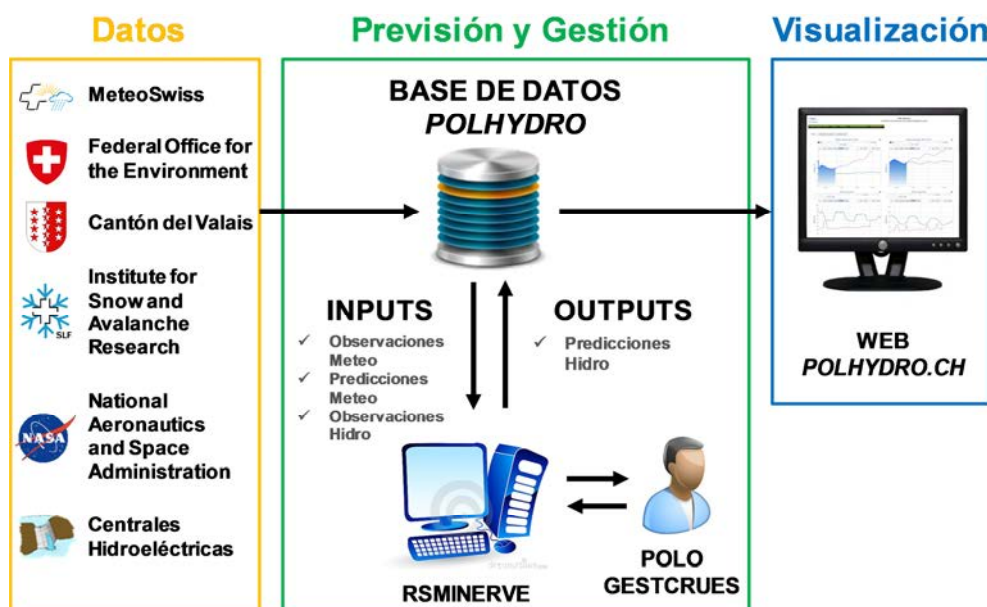 Datos
MeteoSwiss
Federal Office for
the Environment
Cantón del Valais
Institute for
Snow and
Avalanche
Research
SLF
NASA
National
Aeronautics
and Space
Administration
Centrales
Hidroeléctricas
Previsión y Gestión
BASE DE DATOS
POLHYDRO
INPUTS
✓ Observaciones
Meteo
✓ Predicciones
Meteo
✓ Observaciones
Hidro
OUTPUTS
✓ Predicciones
Hidro
RSMINERVE
POLO
GESTCRUES
Visualización
WEB
POLHYDRO.CH